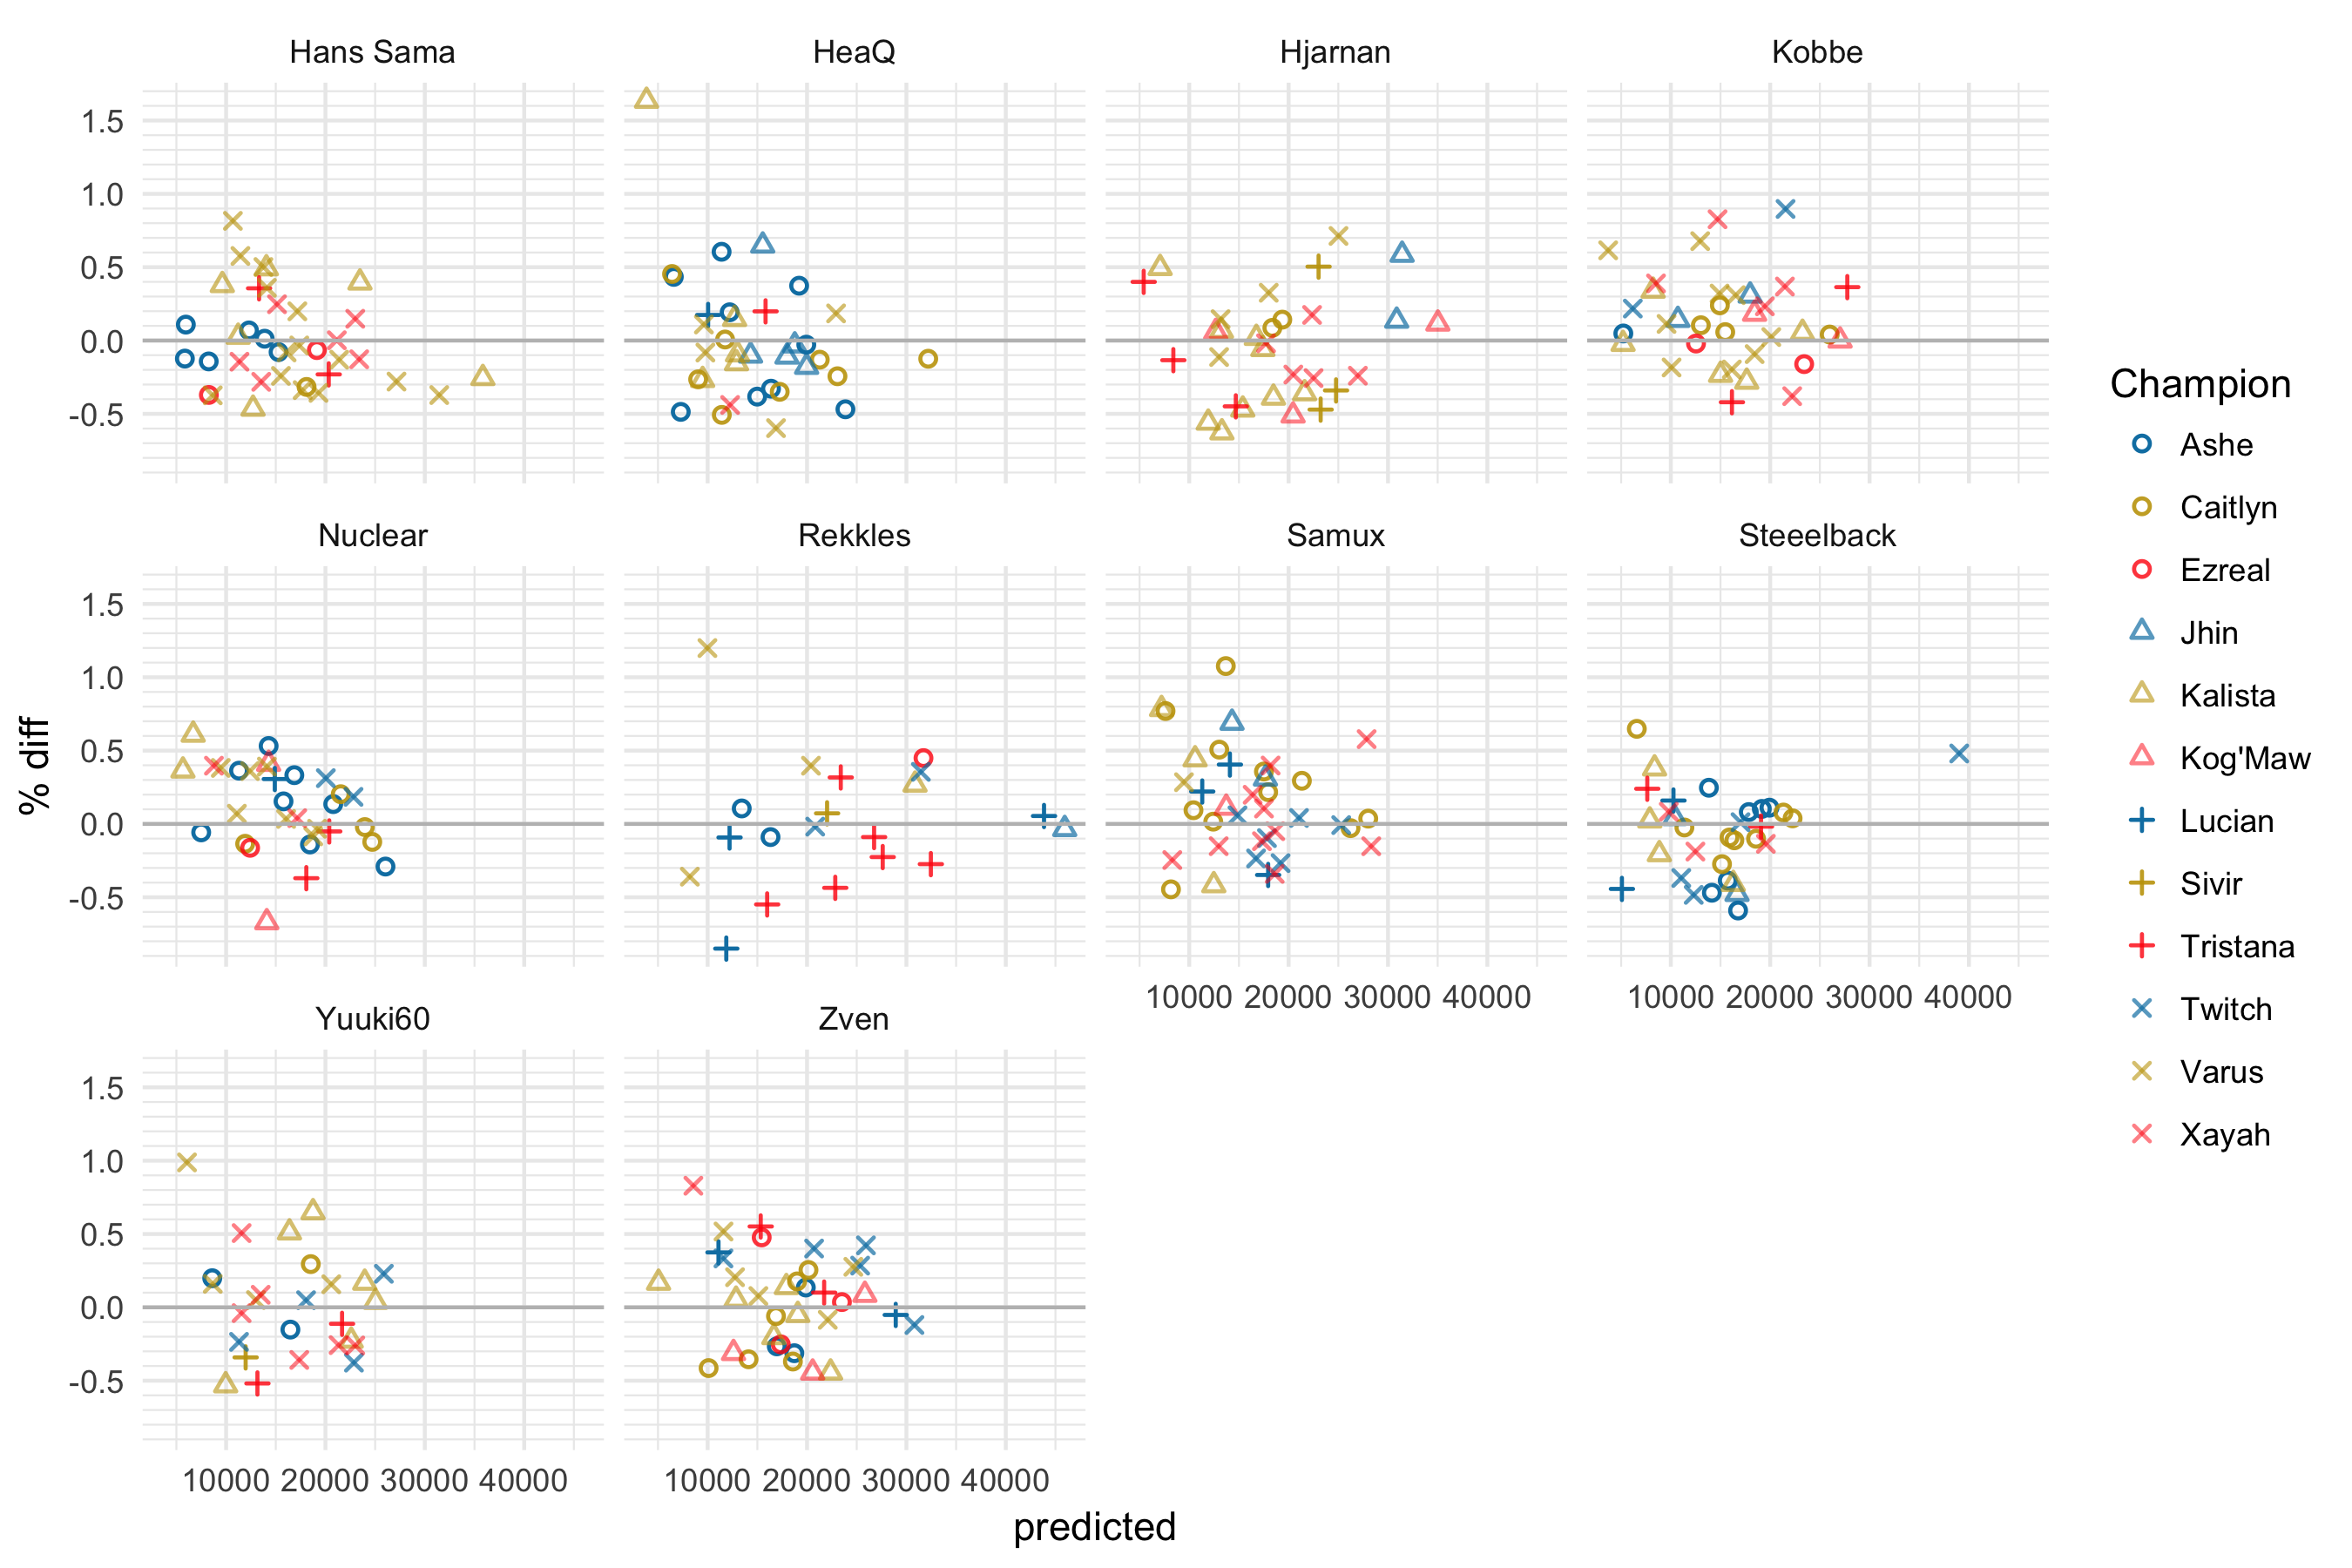 Hans Sama
HeaQ
Hjarnan
Kobbe
1.5
1.0
0.5
0.0
-0.5
Nuclear
Rekkles
Samux
Steeelback
1.5
1.0
0.5
0.0
-0.5
10000 20000 30000 40000
10000 20000 30000 40000
Yuuki60
Zven
1.5
1.0
0.5
0.0
-0.5
10000 20000 30000 40000
10000 20000 30000 40000
predicted
% diff
Champion
Ashe
Caitlyn
Ezreal
Jhin
Kalista
Kog'Maw
Lucian
Sivir
Tristana
Twitch
Varus
Xayah